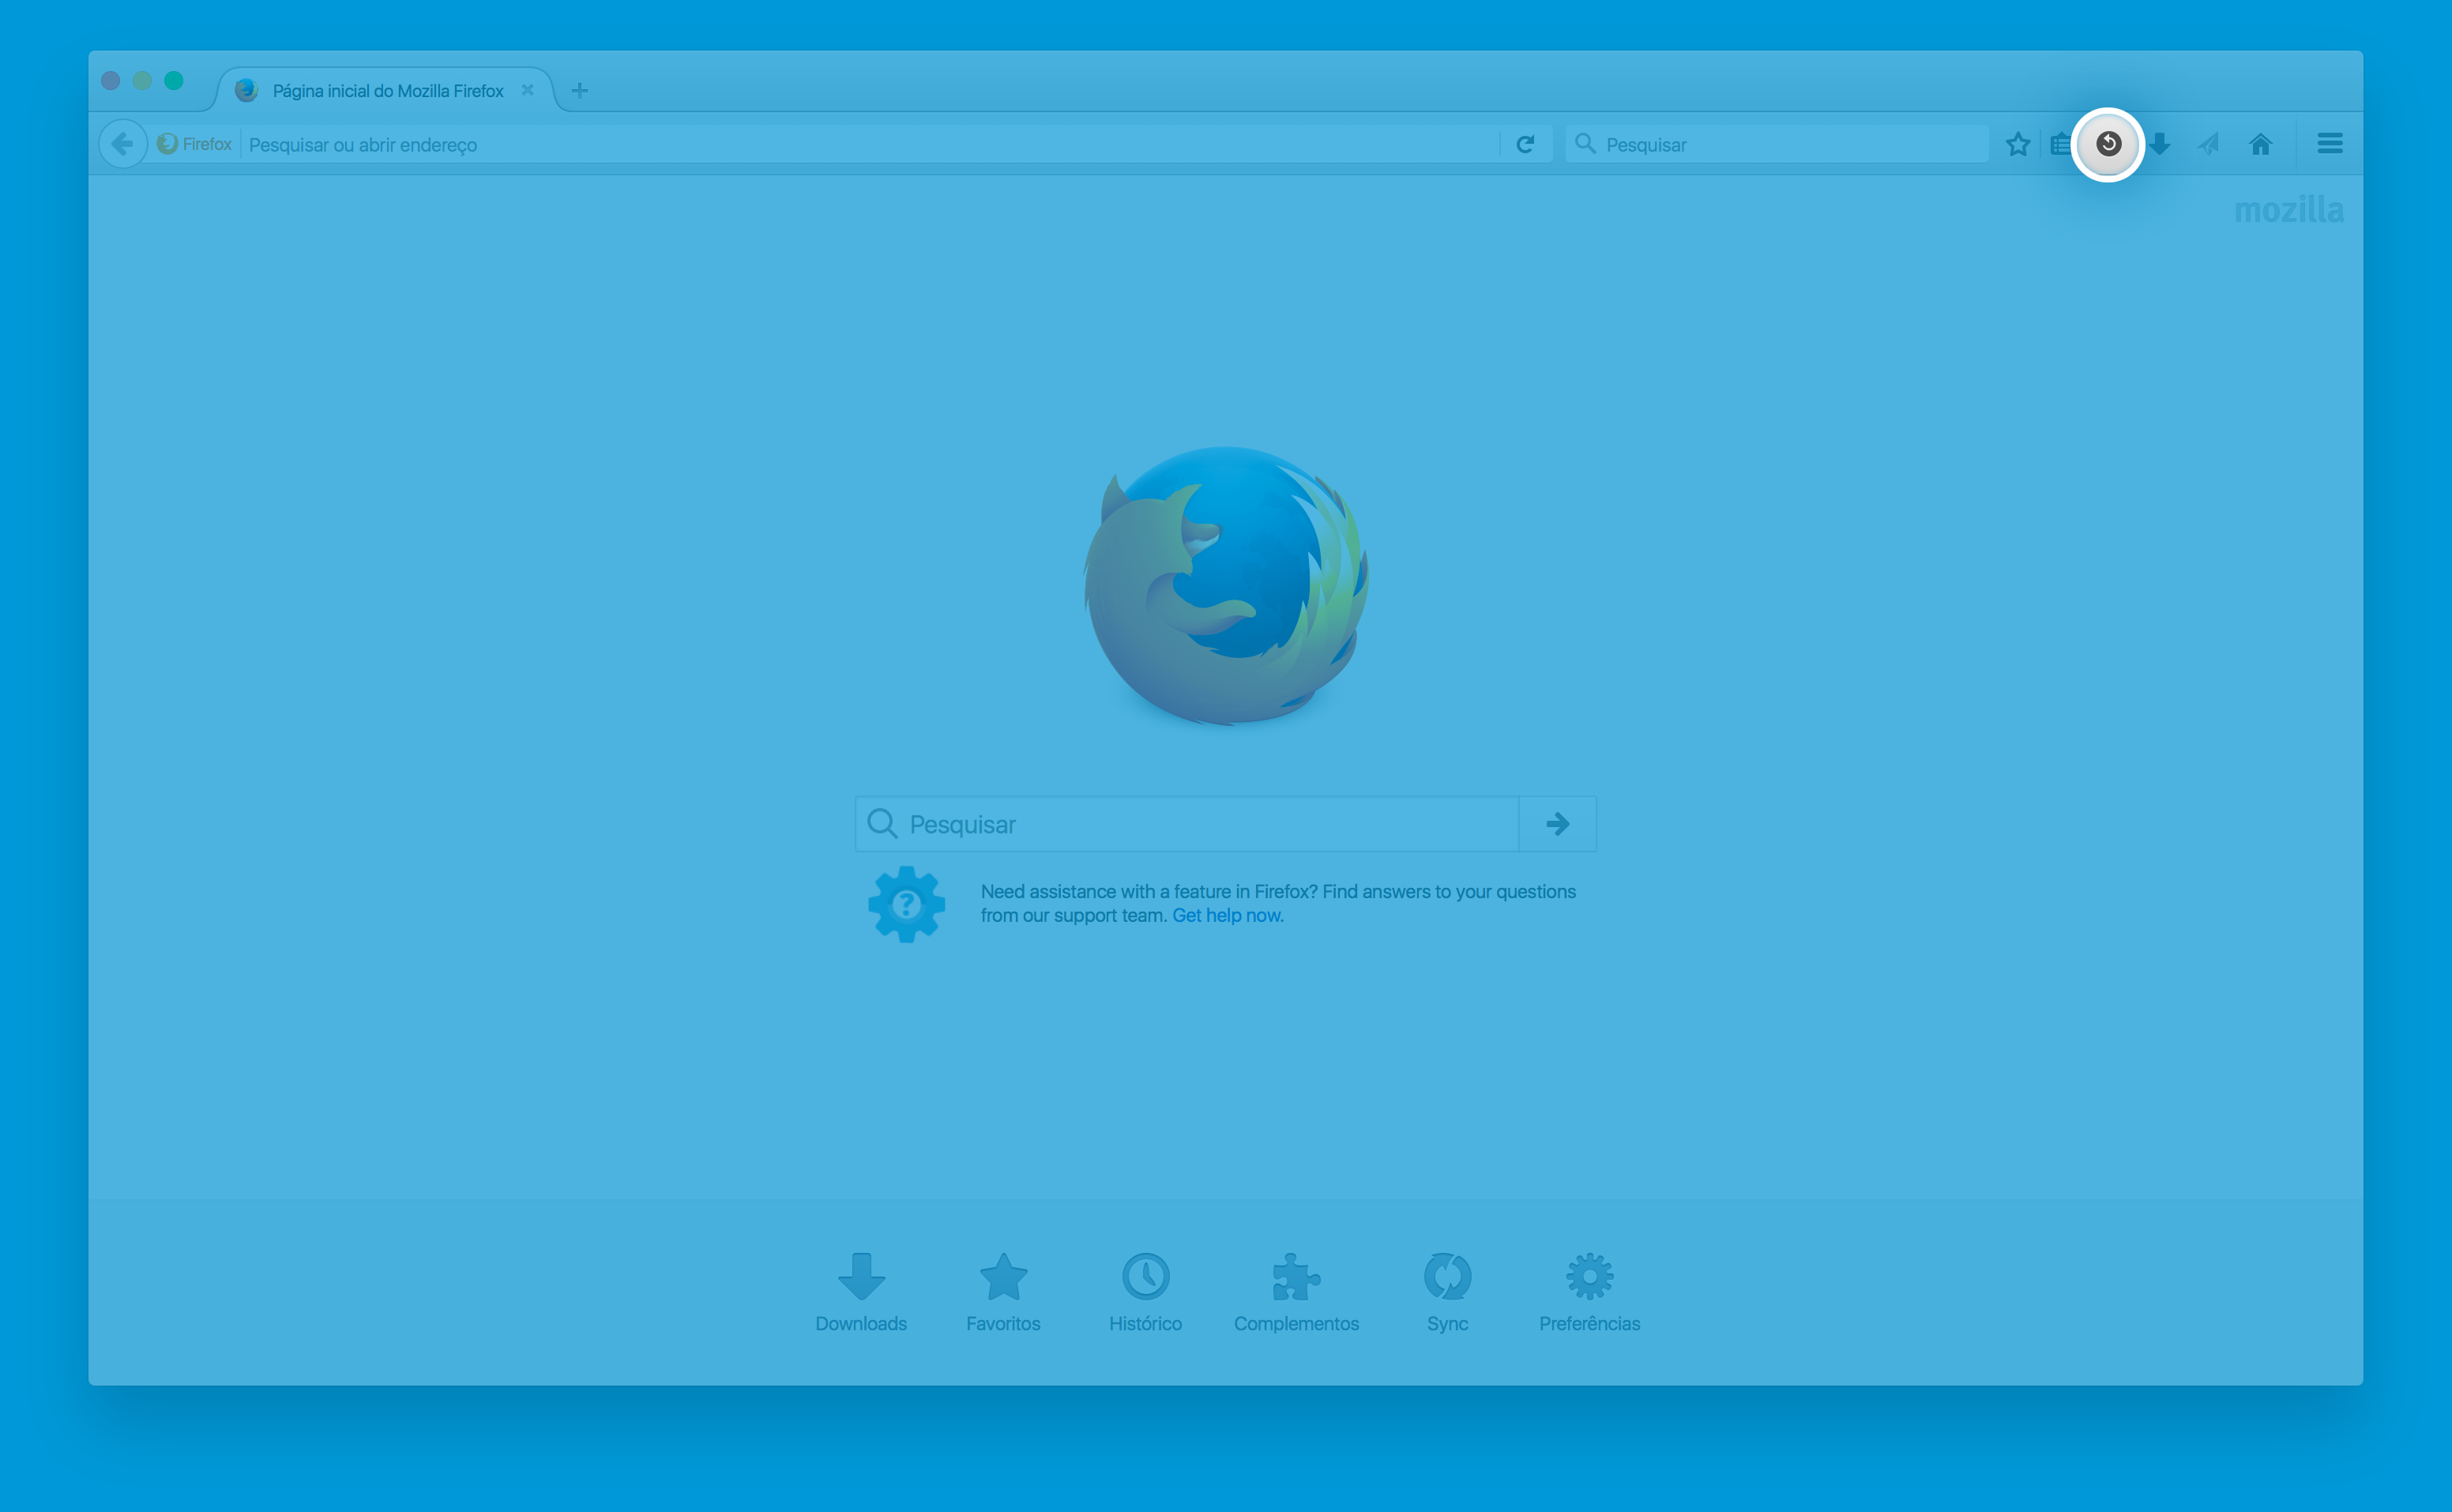 Página inicial do Mozilla Firefox
Firefox
Pesquisar ou abrir endereço
Pesquisar
mozilla
Pesquisar
Need assistance with a feature in Firefox? Find answers to your questions
from our support team. Get help now.
Downloads
Favoritos
Histórico
Complementos
Sync
Preferências